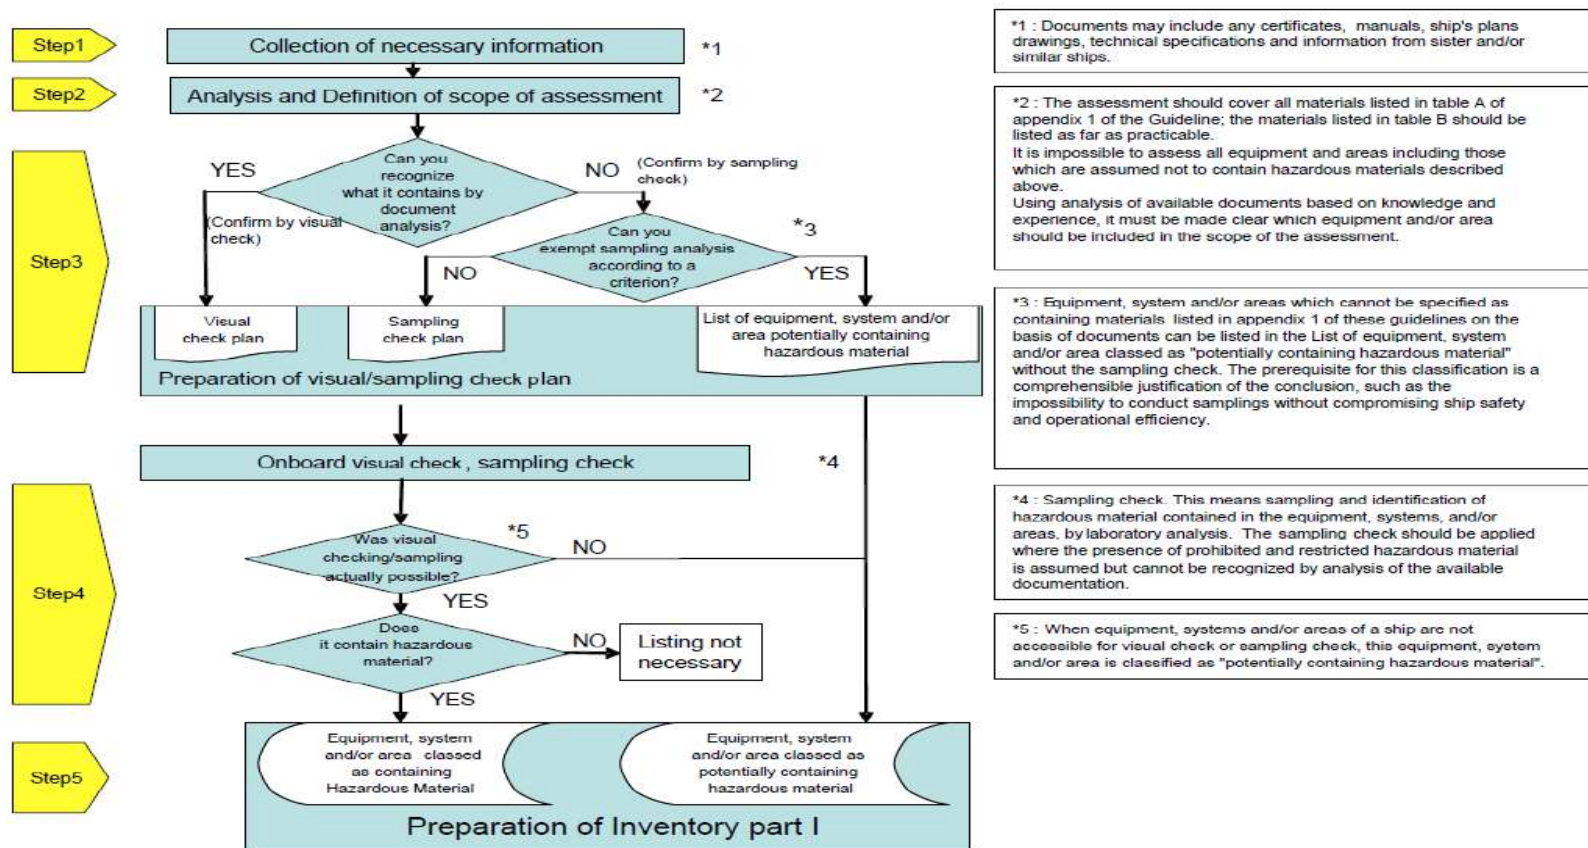 Step1
Collection of necessary information
*1
Step2
Analysis and Definition of scope of assessment
*2
Step3
Can you
recognize
what it contains by
document
analysis?
YES
(Confirm by visual
check)
NO
(Confirm by sampling
check)
Can you
exempt sampling analysis
according to a
criterion?
*3
NO
YES
Visual
check plan
Sampling
check plan
List of equipment, system and/or
area potentially containing
hazardous material
Preparation of visual/sampling check plan
Step4
Onboard visual check , sampling check
*4
Was visual
checking/sampling
actually possible?
*5
NO
YES
Does
it contain hazardous
material?
NO
Listing not
necessary
YES
Step5
Equipment, system
and/or area classed
as containing
Hazardous Material
Equipment, system
and/or area classed as
potentially containing
hazardous material
Preparation of Inventory part I
*1 : Documents may include any certificates, manuals, ship's plans
drawings, technical specifications and information from sister and/or
similar ships.
*2 : The assessment should cover all materials listed in table A of
appendix 1 of the Guideline; the materials listed in table B should be
listed as far as practicable.
It is impossible to assess all equipment and areas including those
which are assumed not to contain hazardous materials described
above.
Using analysis of available documents based on knowledge and
experience, it must be made clear which equipment and/or area
should be included in the scope of the assessment.
*3 : Equipment, system and/or areas which cannot be specified as
containing materials listed in appendix 1 of these guidelines on the
basis of documents can be listed in the List of equipment, system
and/or area classed as "potentially containing hazardous material"
without the sampling check. The prerequisite for this classification is a
comprehensible justification of the conclusion, such as the
impossibility to conduct samplings without compromising ship safety
and operational efficiency.
*4 : Sampling check. This means sampling and identification of
hazardous material contained in the equipment, systems, and/or
areas, by laboratory analysis. The sampling check should be applied
where the presence of prohibited and restricted hazardous material
is assumed but cannot be recognized by analysis of the available
documentation.
*5 : When equipment, systems and/or areas of a ship are not
accessible for visual check or sampling check, this equipment, system
and/or area is classified as "potentially containing hazardous material".